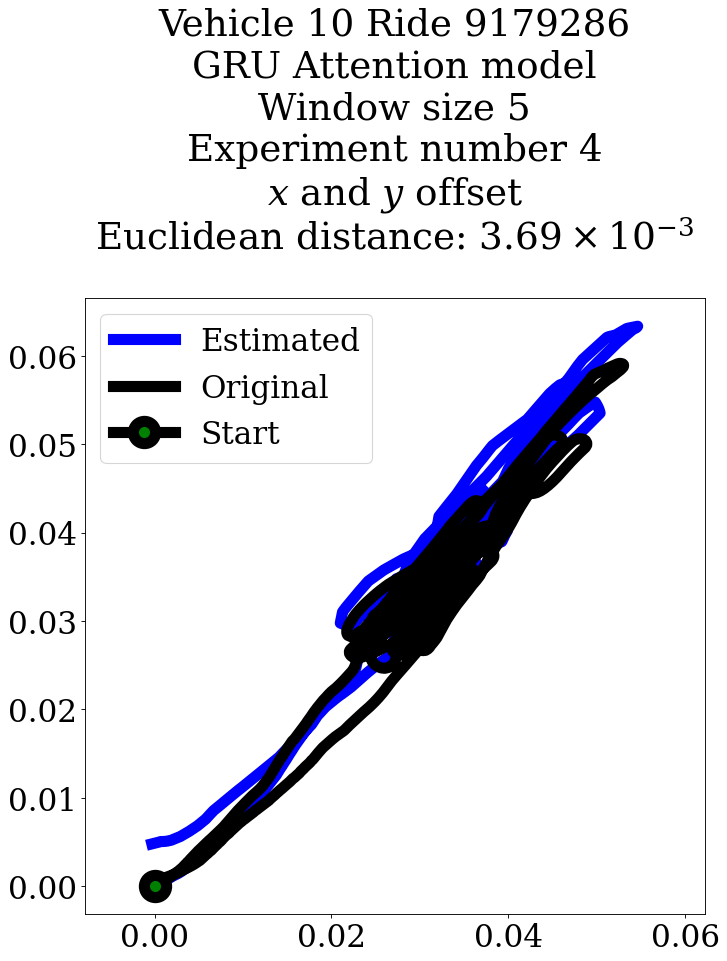 Vehicle 10 Ride 9179286
GRU Attention model
Window size 5
Experiment number 4
x and y offset
Euclidean distance: 3.69 × 10⁻³
Estimated
Original
Start
0.06
0.05
0.04
0.03
0.02
0.01
0.00
0.00 0.02 0.04 0.06